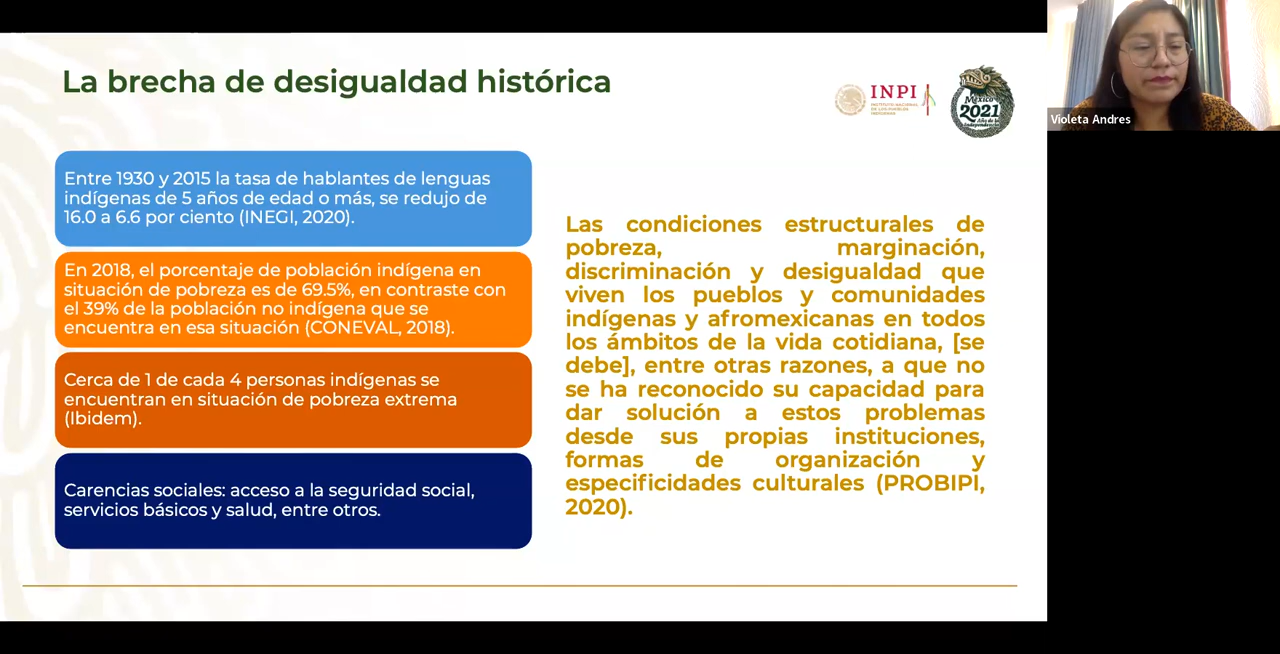 La brecha de desigualdad histórica
INPI
INSTITUTO NACIONAL
DE LOS PUEBLOS
INDÍGENAS
México
2021
Año de la
Independencia
Violeta Andres
Entre 1930 y 2015 la tasa de hablantes de lenguas
indígenas de 5 años de edad o más, se redujo de
16.0 a 6.6 por ciento (INEGI, 2020).
En 2018, el porcentaje de población indígena en
situación de pobreza es de 69.5%, en contraste con
el 39% de la población no indígena que se
encuentra en esa situación (CONEVAL, 2018).
Cerca de 1 de cada 4 personas indígenas se
encuentran en situación de pobreza extrema
(Ibidem).
Carencias sociales: acceso a la seguridad social,
servicios básicos y salud, entre otros.
Las condiciones estructurales de
pobreza, marginación,
discriminación y desigualdad que
viven los pueblos y comunidades
indígenas y afromexicanas en todos
los ámbitos de la vida cotidiana, [se
debe], entre otras razones, a que no
se ha reconocido su capacidad para
dar solución a estos problemas
desde sus propias instituciones,
formas de organización y
especificidades culturales (PROBIPI,
2020).